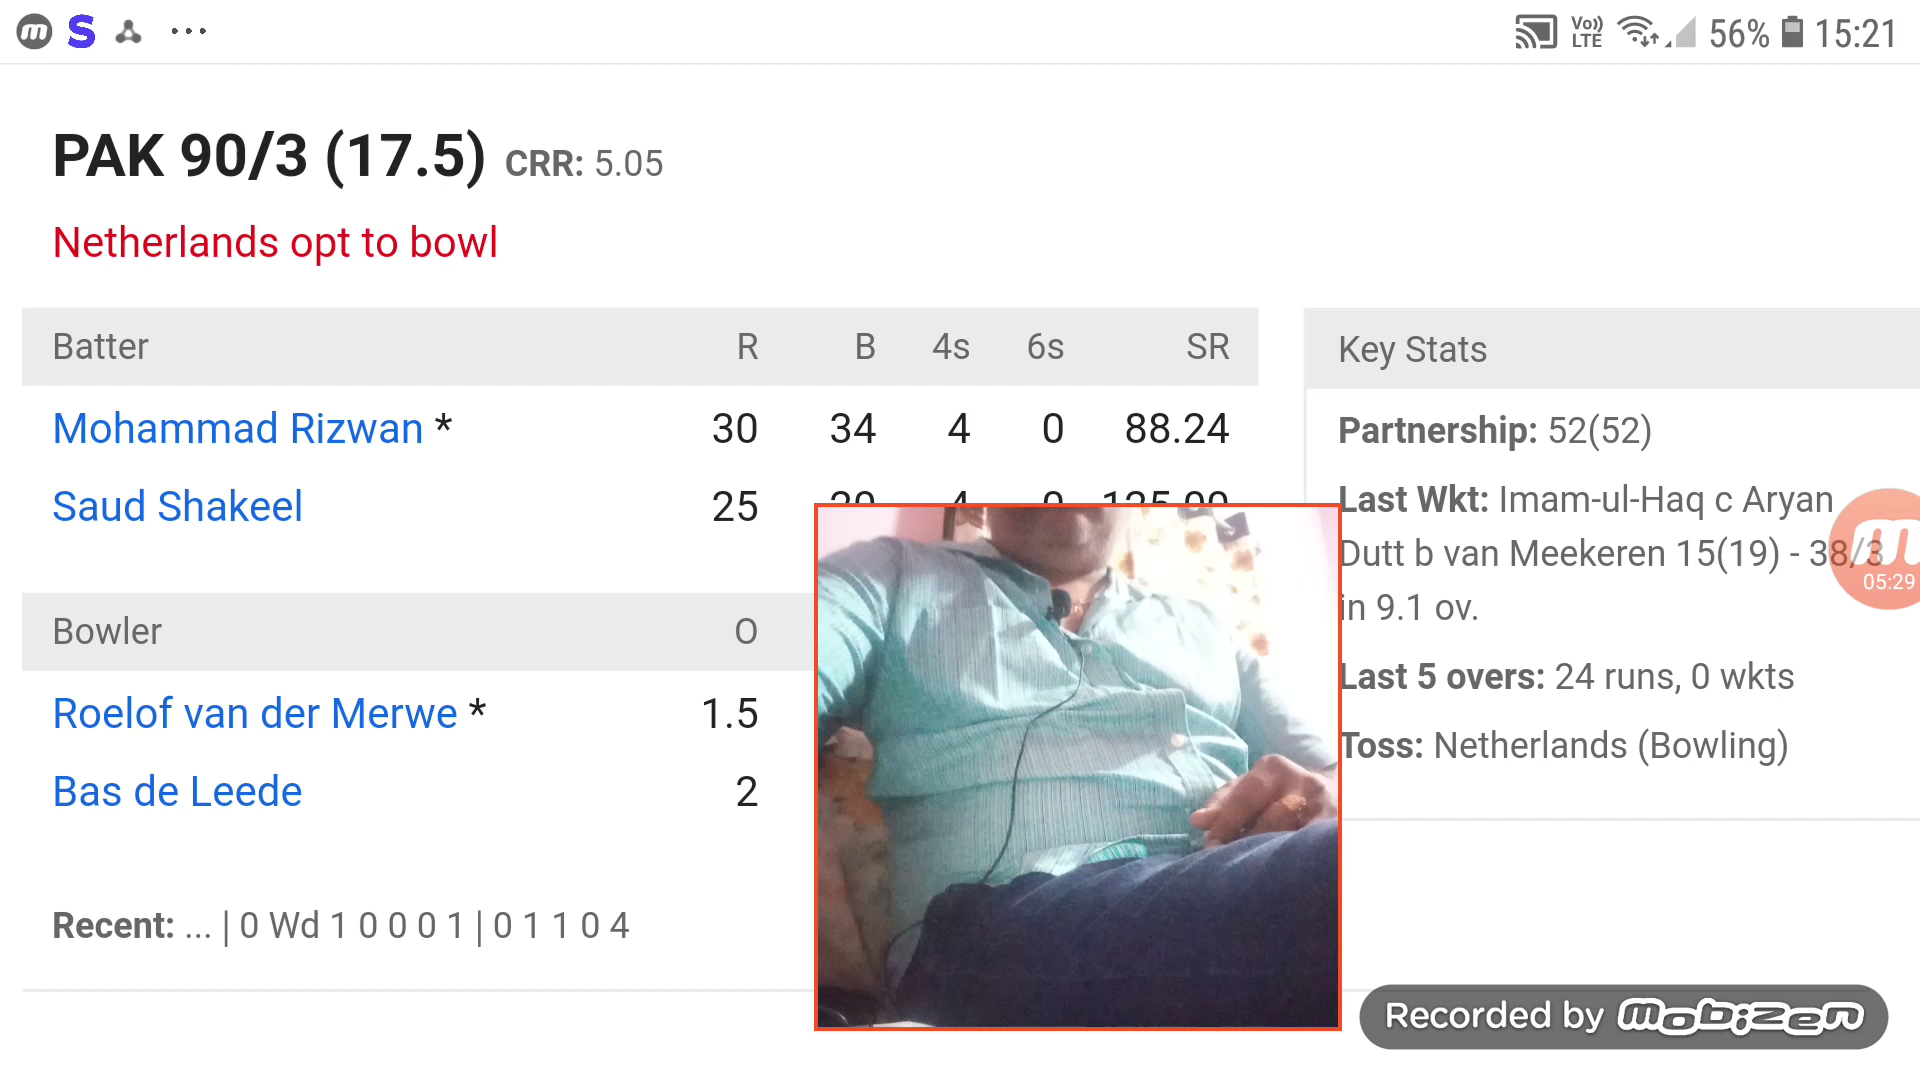 56% 15:21
Vo)) LTE
PAK 90/3 (17.5) CRR: 5.05
Netherlands opt to bowl
Batter R B 4s 6s SR
Mohammad Rizwan * 30 34 4 0 88.24
Saud Shakeel 25
Bowler O
Roelof van der Merwe * 1.5
Bas de Leede 2
Recent: ... | 0 Wd 1 0 0 0 1 | 0 1 1 0 4
Key Stats
Partnership: 52(52)
Last Wkt: Imam-ul-Haq c Aryan
Dutt b van Meekeren 15(19) - 38/3
in 9.1 ov.
Last 5 overs: 24 runs, 0 wkts
Toss: Netherlands (Bowling)
m
05:29
Recorded by mobizen